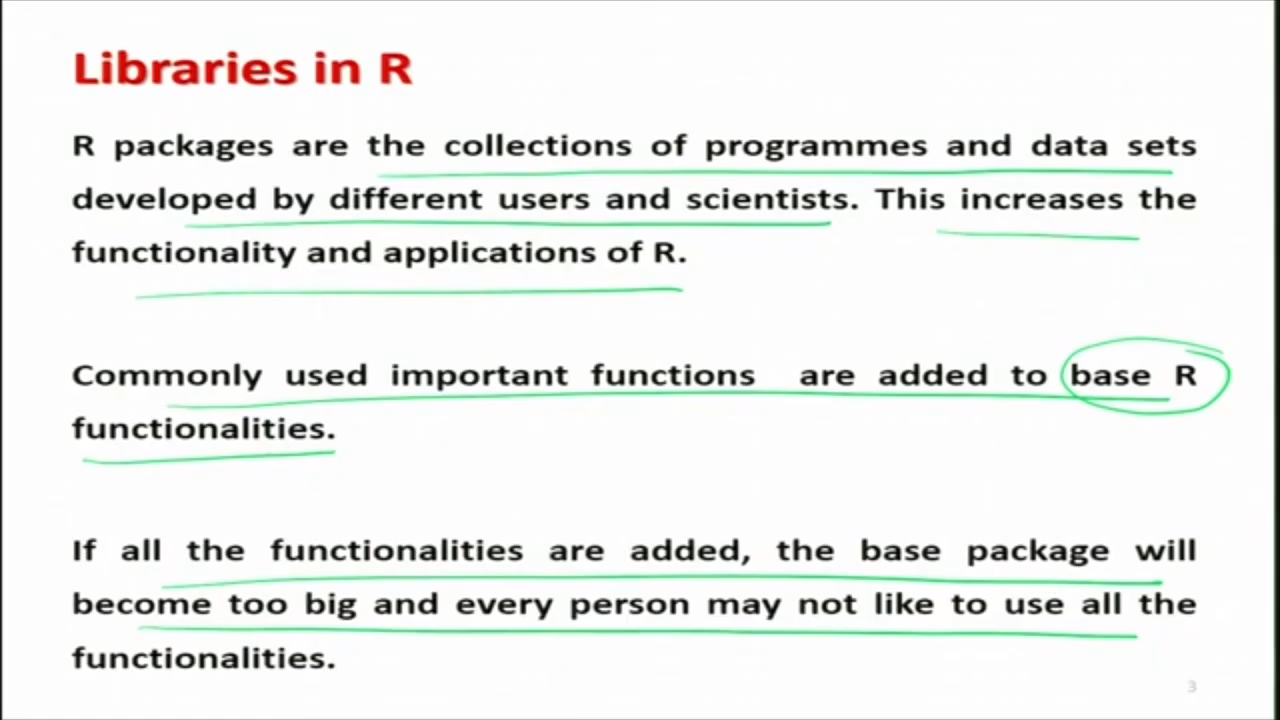 Libraries in R
R packages are the collections of programmes and data sets
developed by different users and scientists. This increases the
functionality and applications of R.
Commonly used important functions are added to base R
functionalities.
If all the functionalities are added, the base package will
become too big and every person may not like to use all the
functionalities.
3